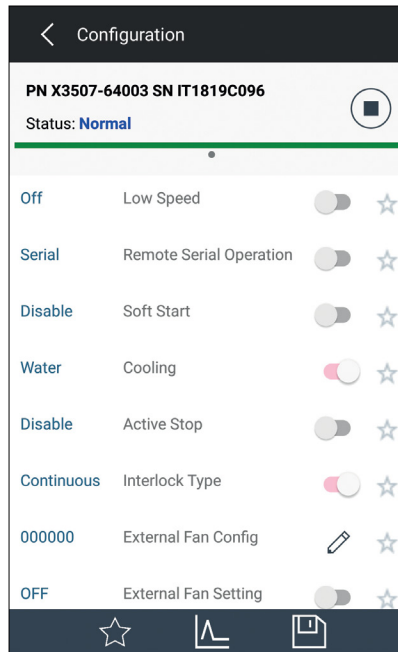 Configuration
PN X3507-64003 SN IT1819C096
Status: Normal
Off Low Speed
Serial Remote Serial Operation
Disable Soft Start
Water Cooling
Disable Active Stop
Continuous Interlock Type
000000 External Fan Config
OFF External Fan Setting